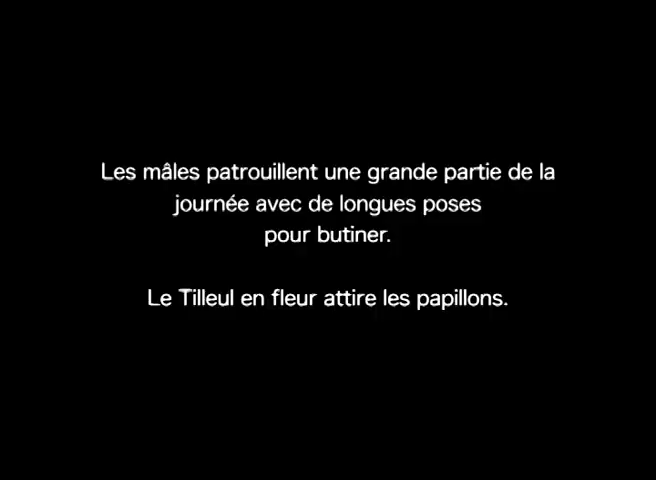 Les mâles patrouillent une grande partie de la
journée avec de longues poses
pour butiner.
Le Tilleul en fleur attire les papillons.